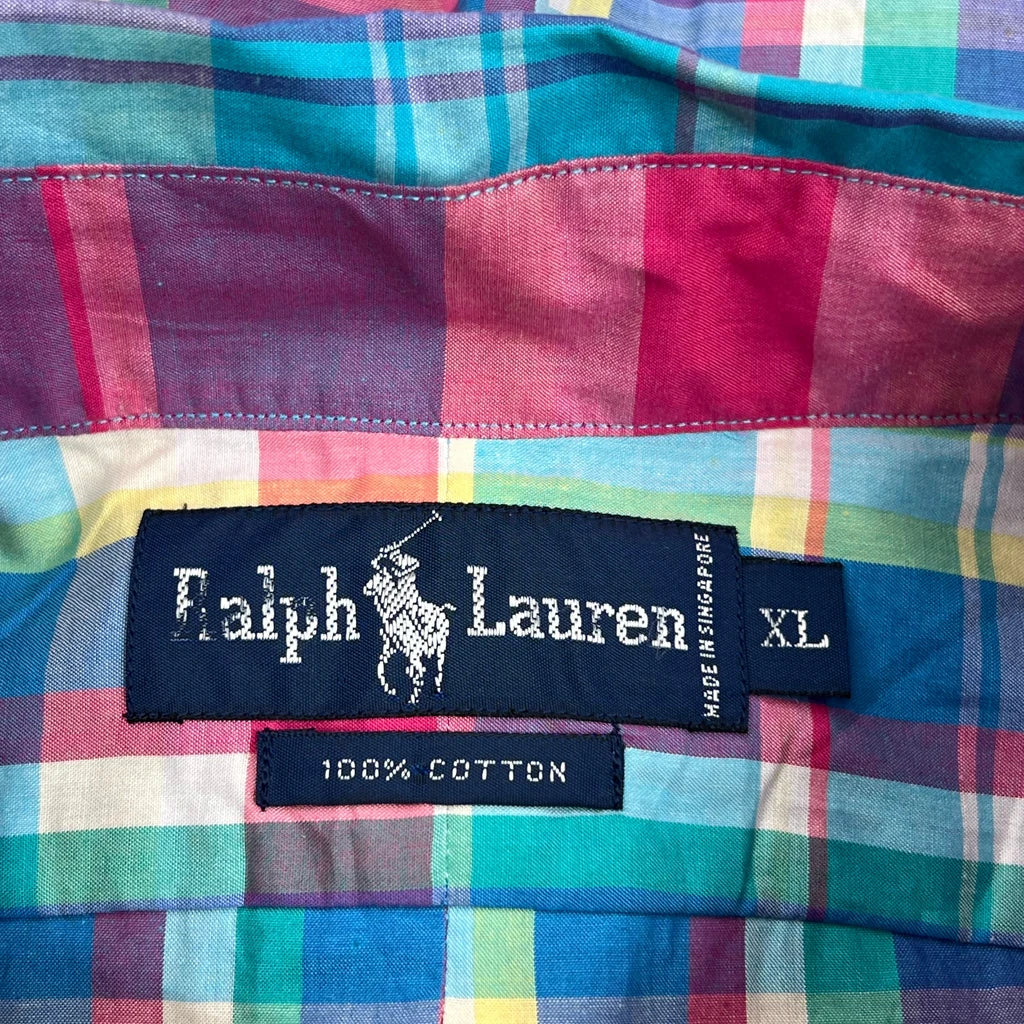 Ralph Lauren
MADE IN SINGAPORE
XL
100% COTTON